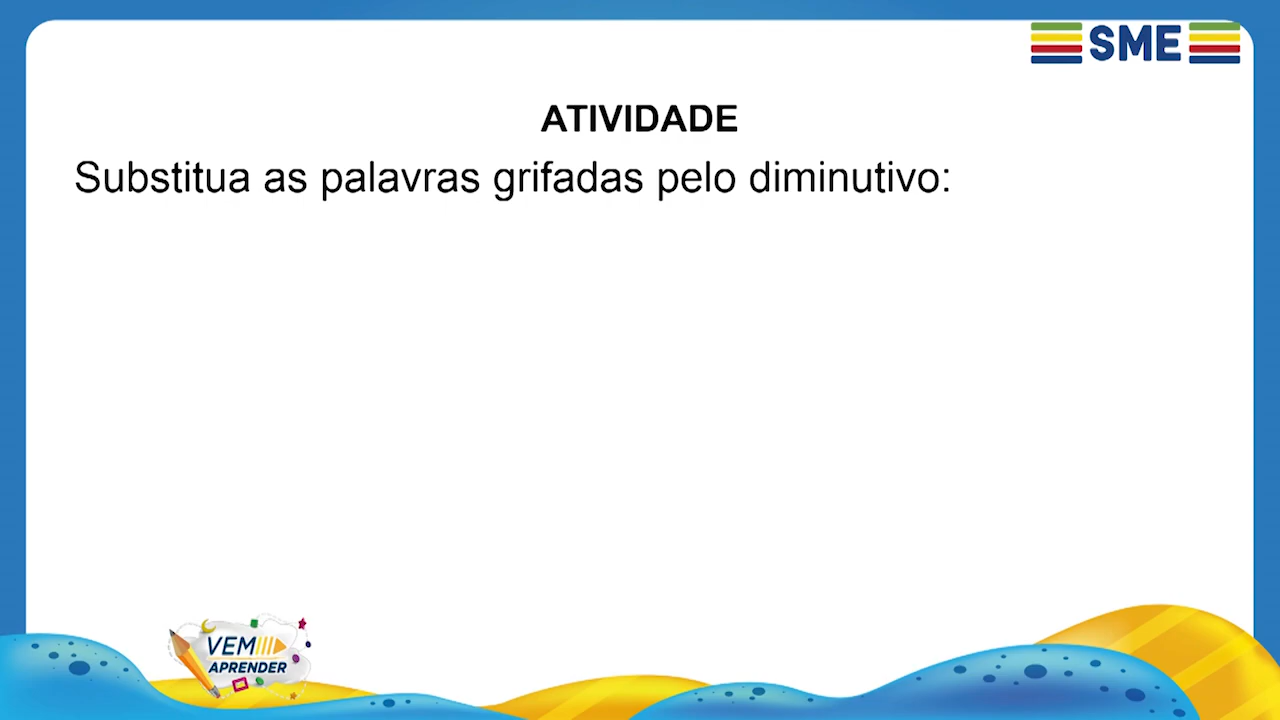 SME
ATIVIDADE
Substitua as palavras grifadas pelo diminutivo:
VEM
APRENDER